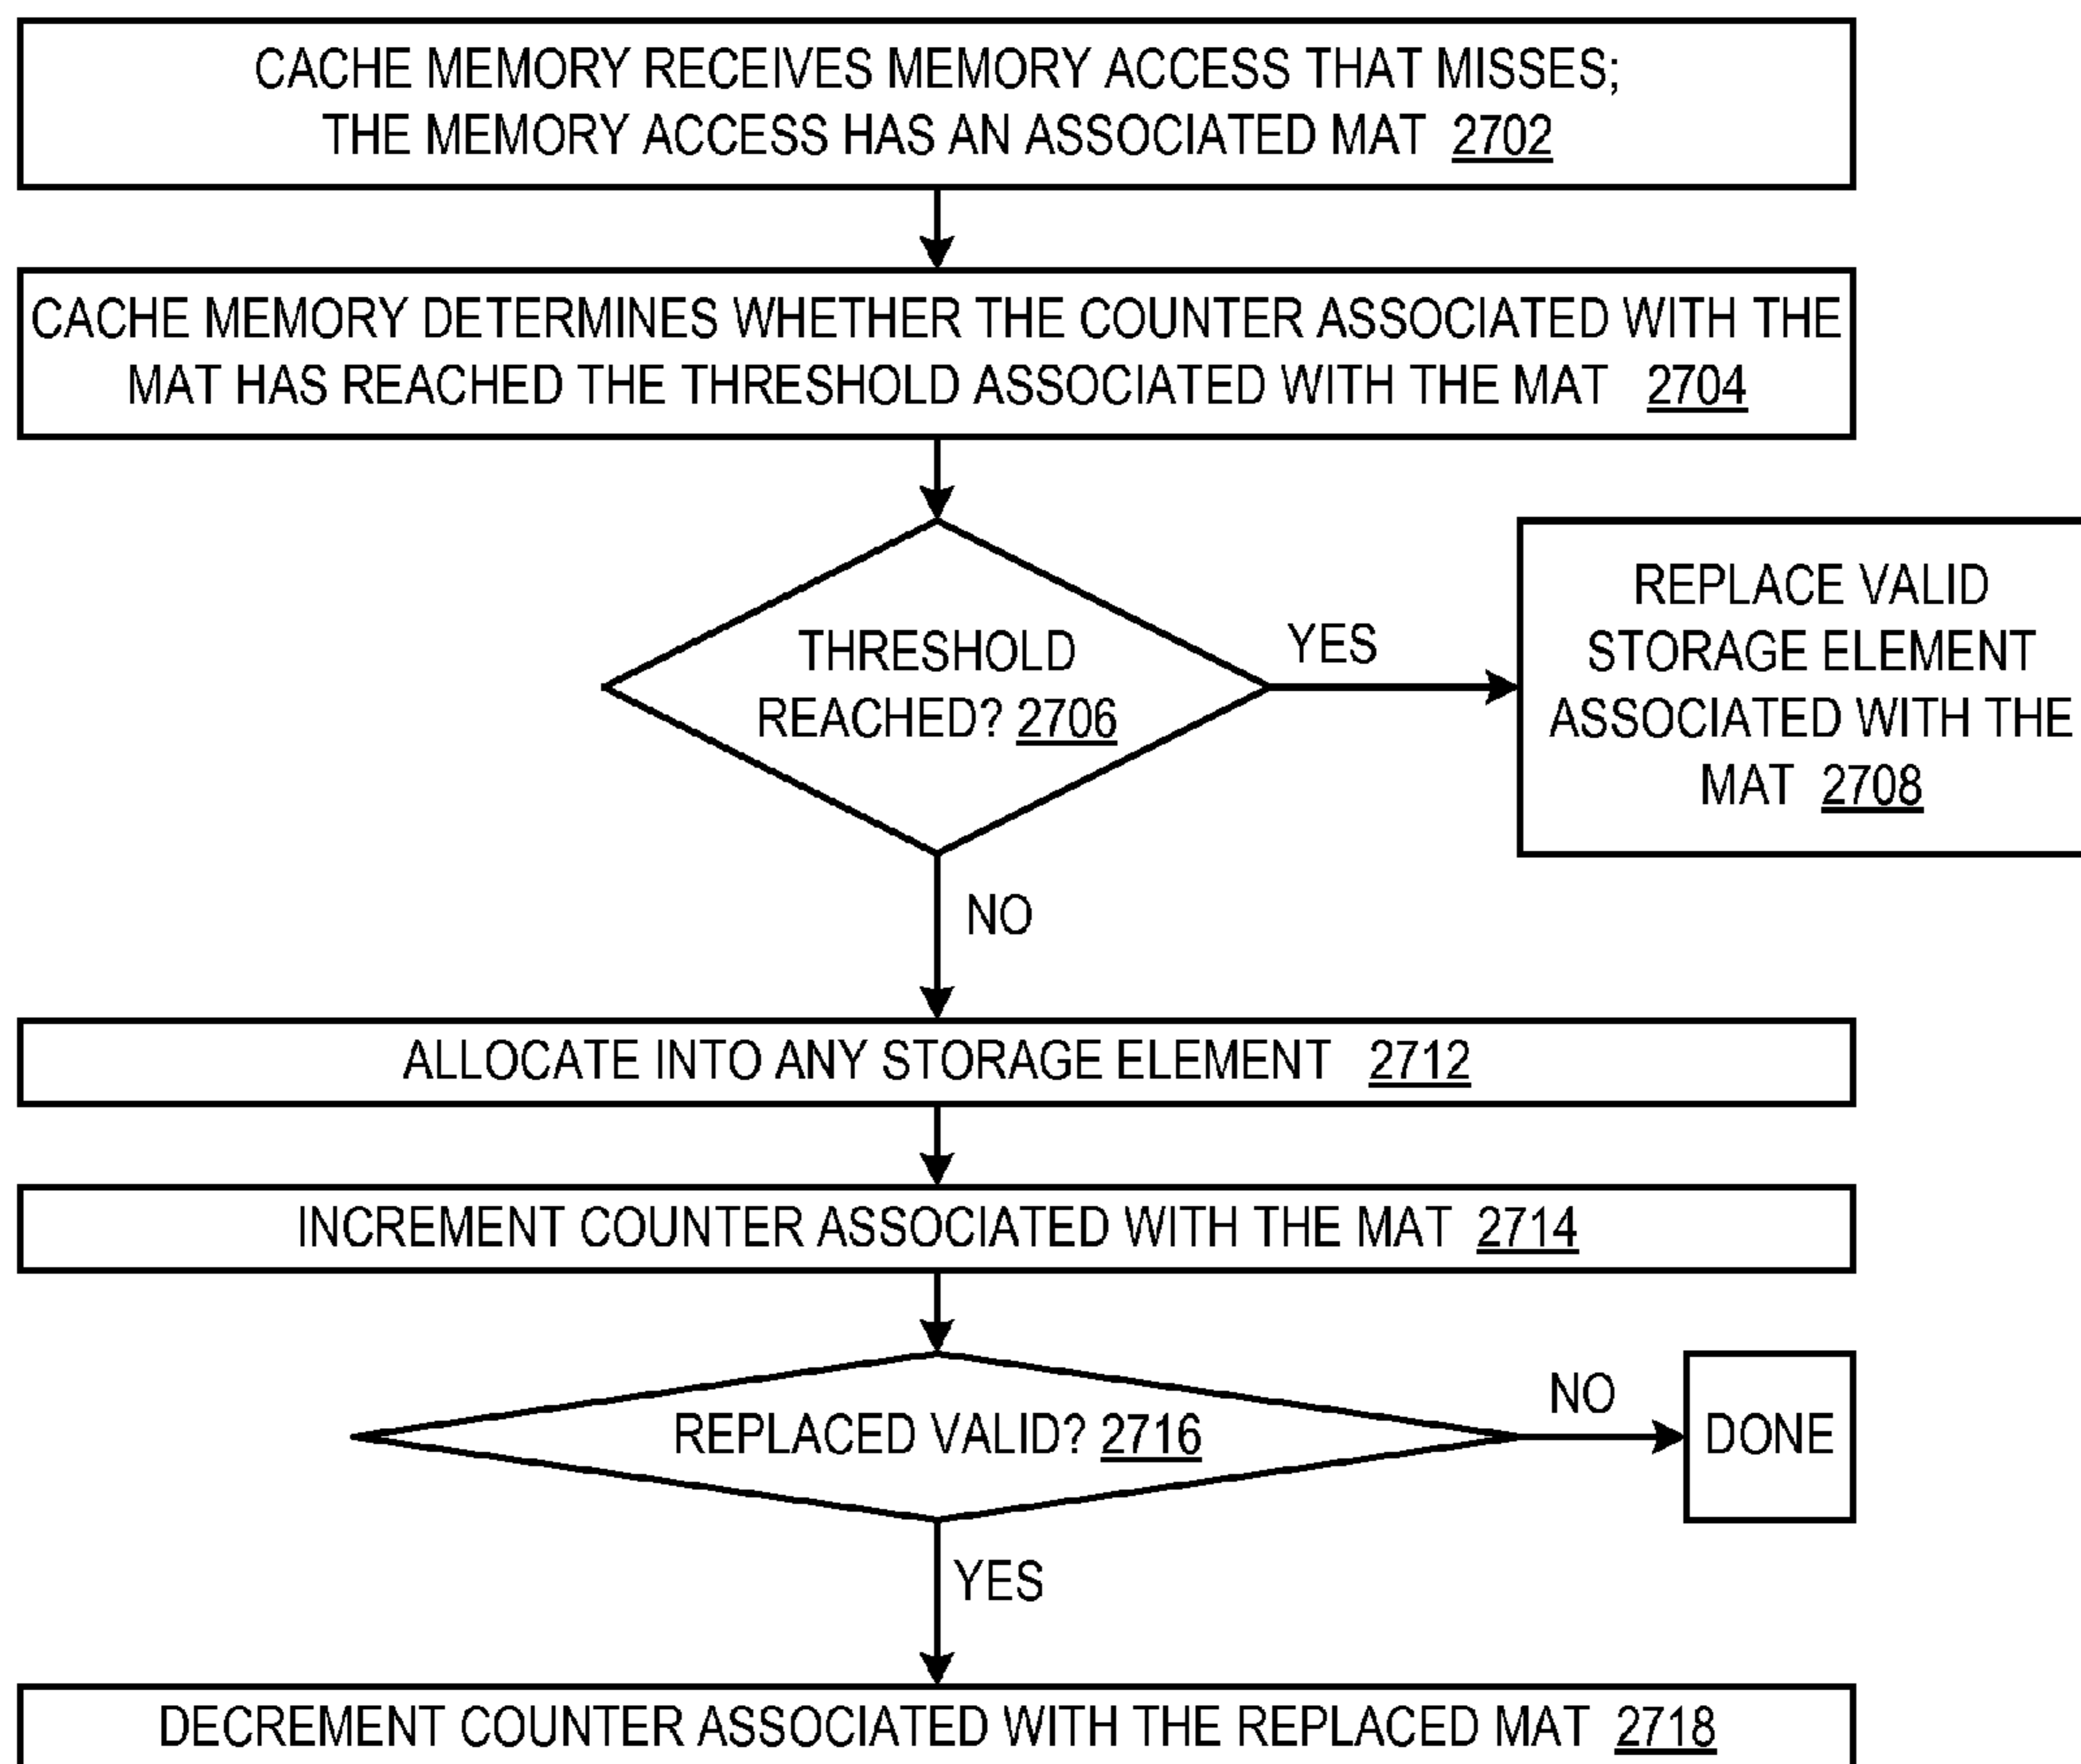 CACHE MEMORY RECEIVES MEMORY ACCESS THAT MISSES;
THE MEMORY ACCESS HAS AN ASSOCIATED MAT 2702
CACHE MEMORY DETERMINES WHETHER THE COUNTER ASSOCIATED WITH THE
MAT HAS REACHED THE THRESHOLD ASSOCIATED WITH THE MAT 2704
THRESHOLD
REACHED? 2706
YES
REPLACE VALID
STORAGE ELEMENT
ASSOCIATED WITH THE
MAT 2708
NO
ALLOCATE INTO ANY STORAGE ELEMENT 2712
INCREMENT COUNTER ASSOCIATED WITH THE MAT 2714
REPLACED VALID? 2716
NO
DONE
YES
DECREMENT COUNTER ASSOCIATED WITH THE REPLACED MAT 2718